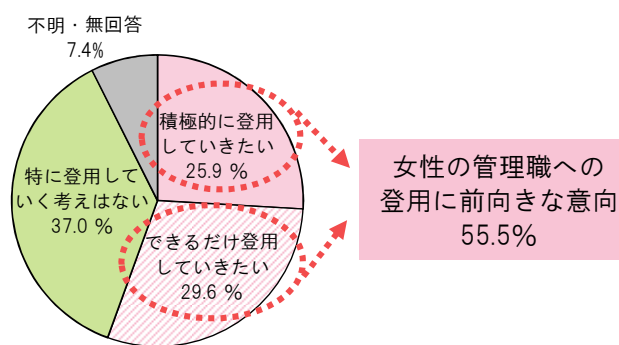 不明・無回答
7.4%
積極的に登用
していきたい
25.9 %
特に登用して
いく考えはない
37.0 %
できるだけ登用
していきたい
29.6 %
女性の管理職への
登用に前向きな意向
55.5%